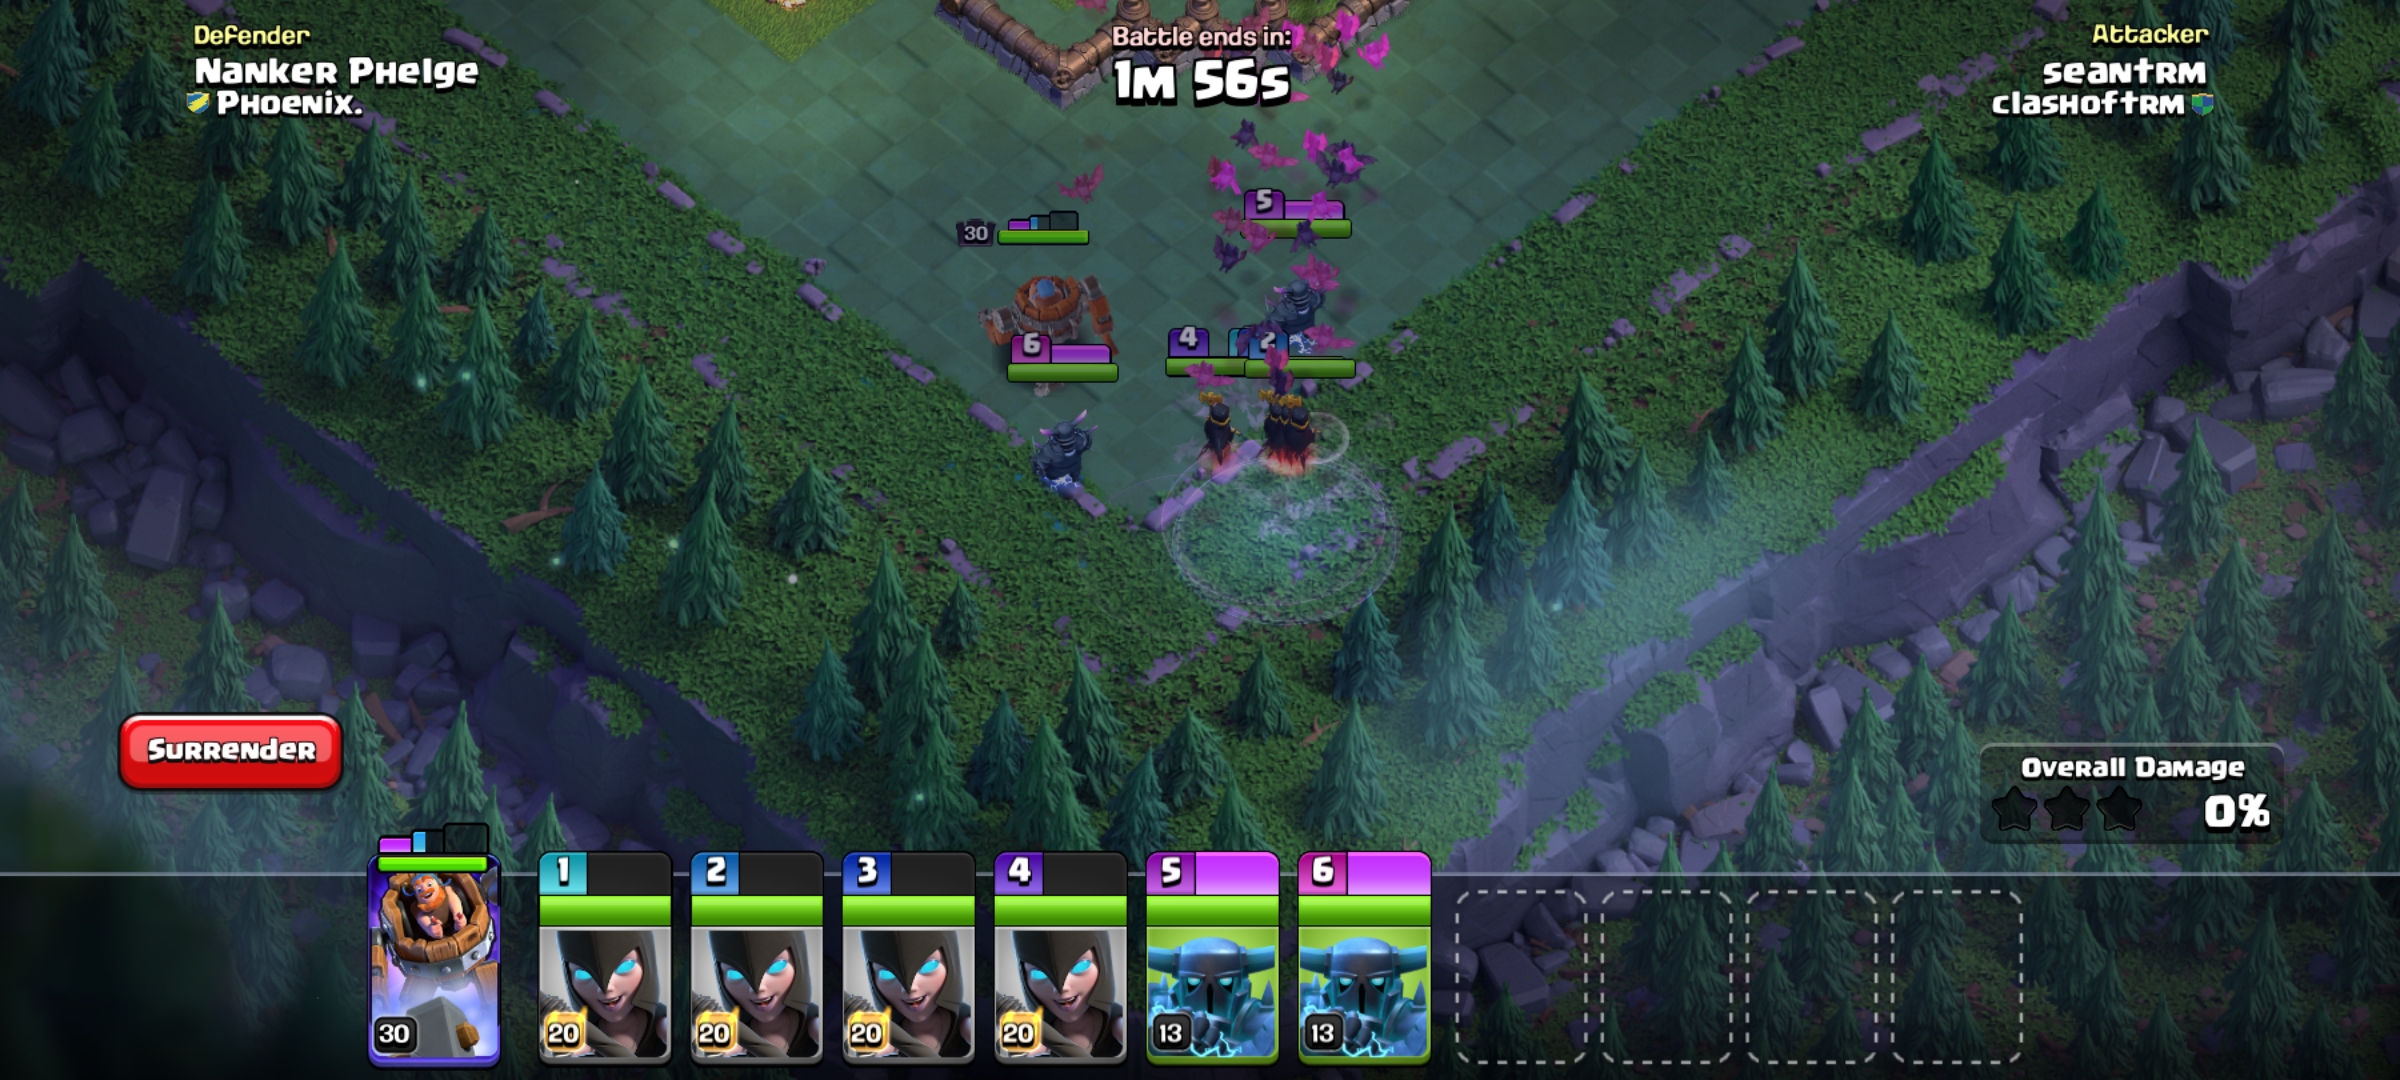 Defender
Nanker Phelge
Phoenix.
Battle ends in:
1M 56s
Attacker
seantrm
clashoftrm
5
30
4
2
6
Surrender
Overall Damage
0%
1
2
3
4
5
6
30
20
20
20
20
13
13